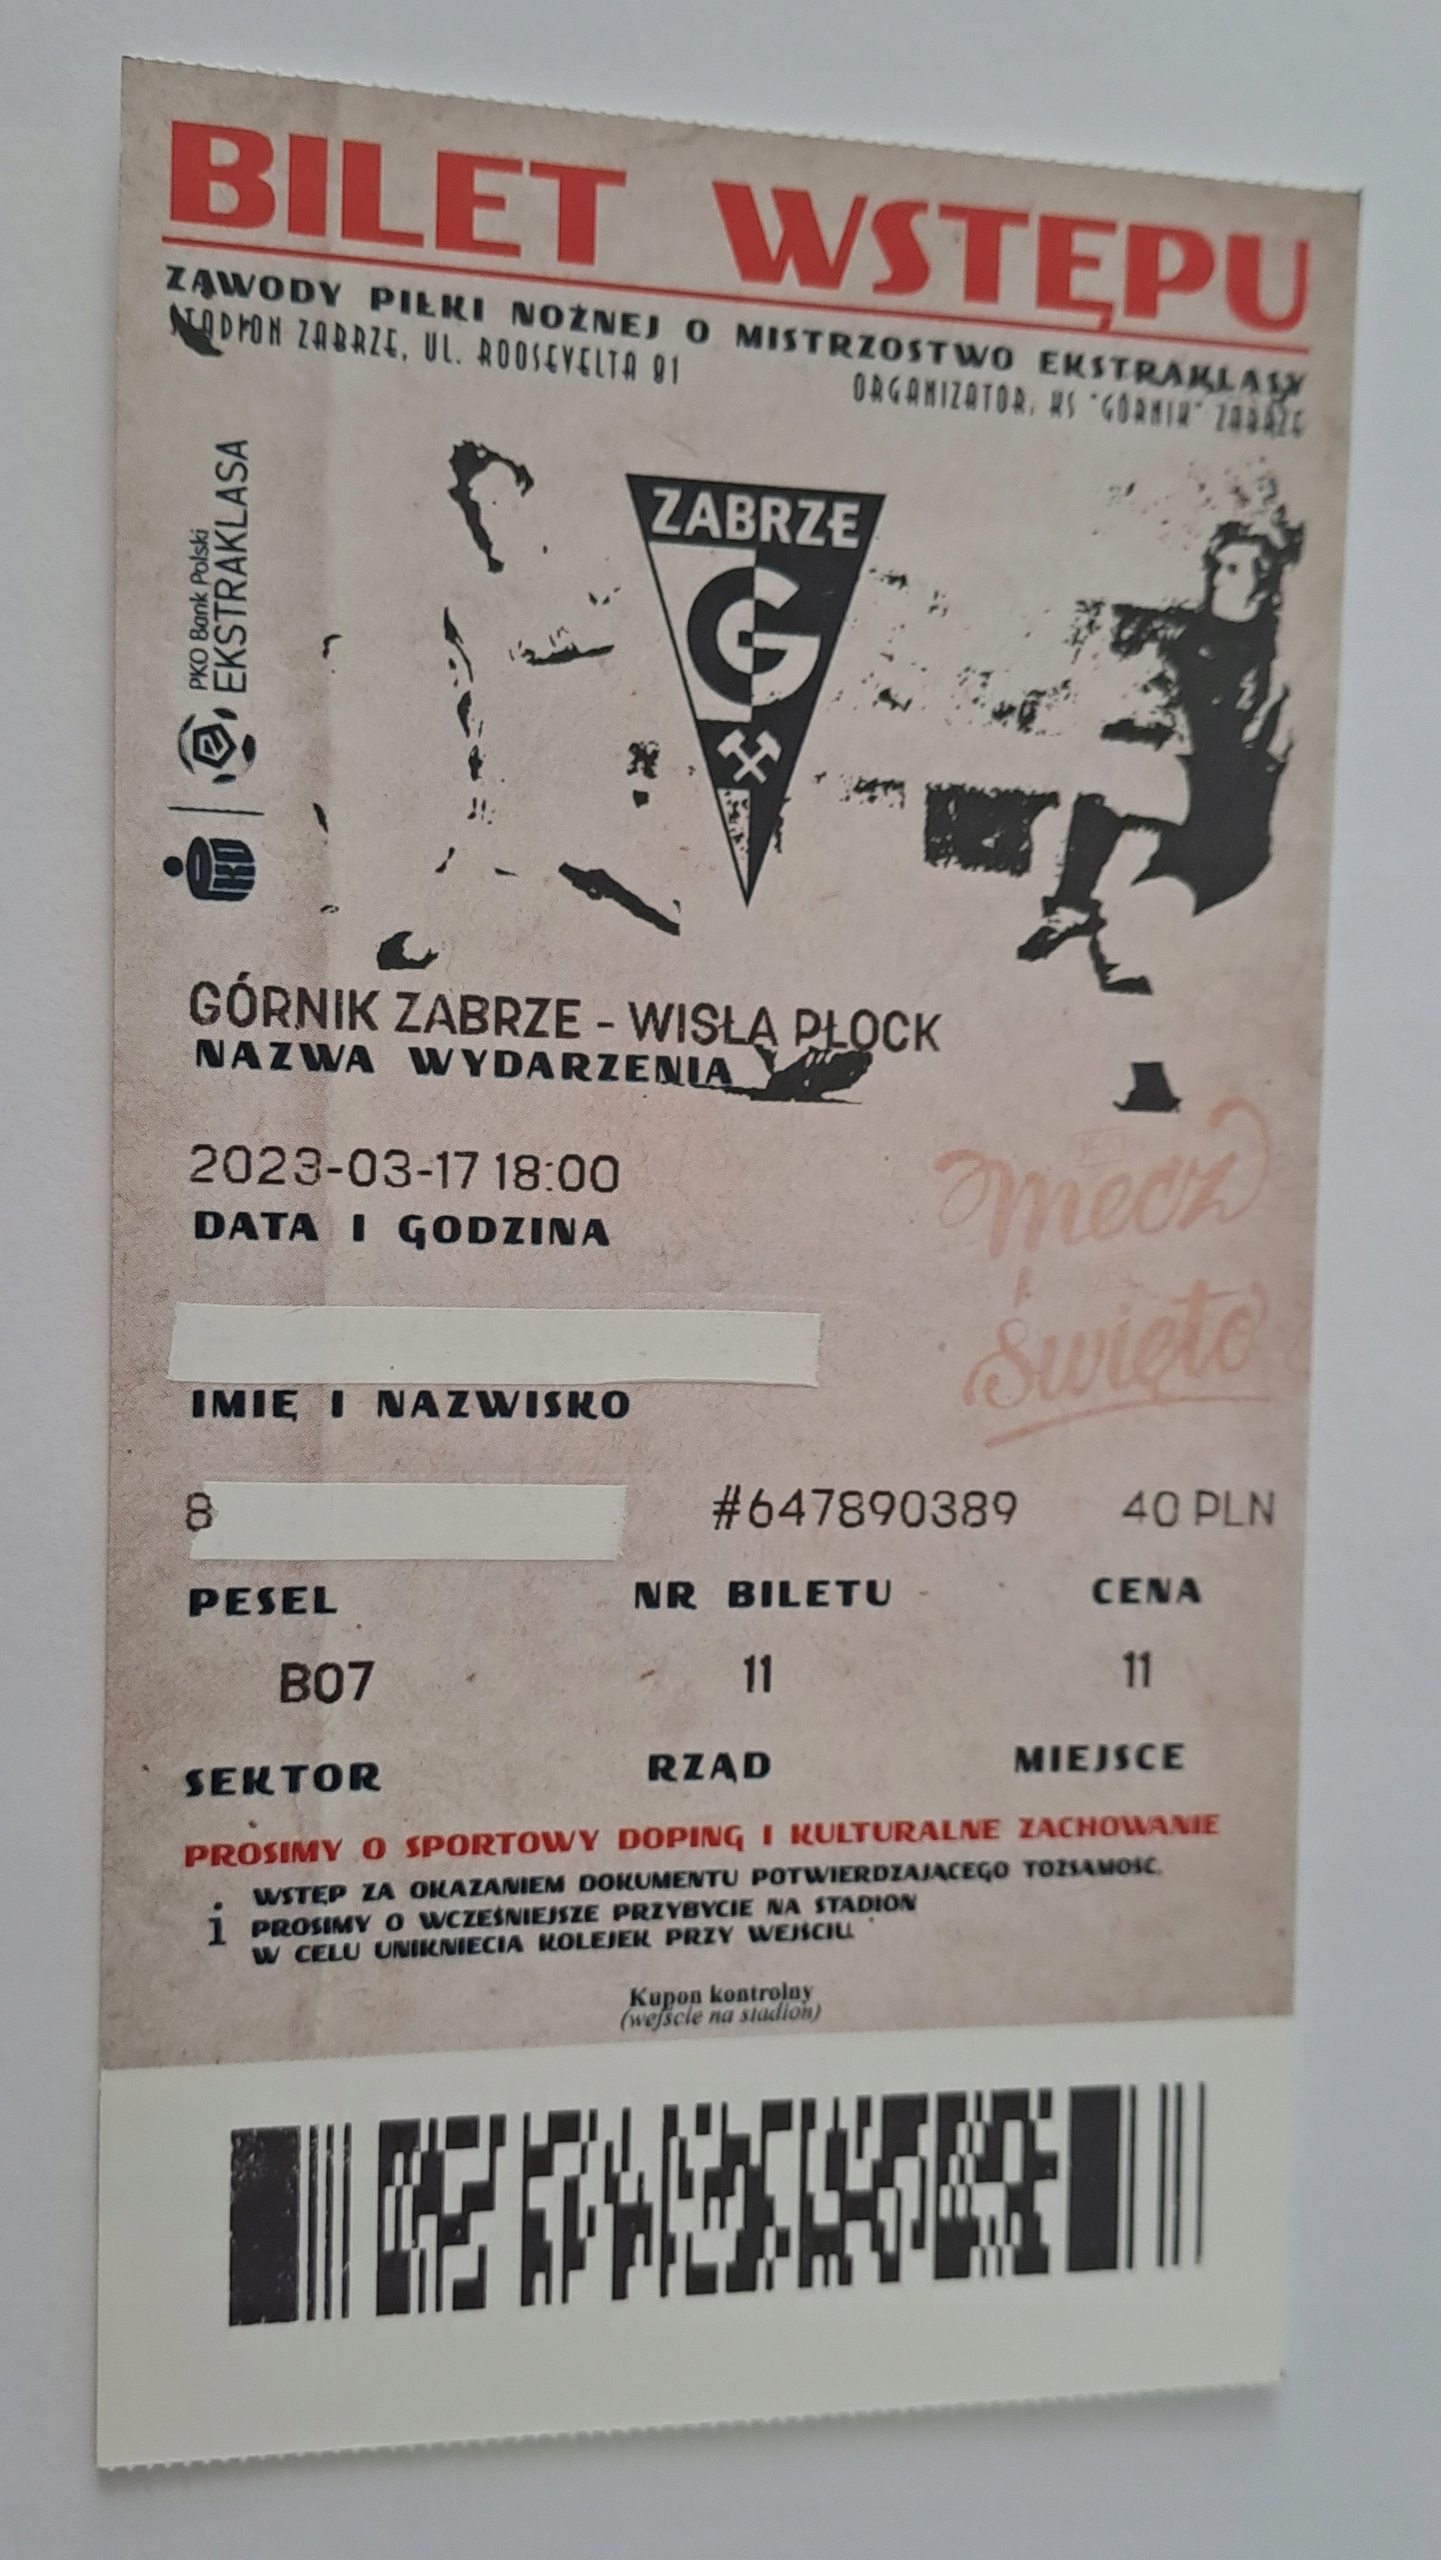 BILET WSTĘPU
ZAWODY PIŁKI NOŻNEJ O MISTRZOSTWO EKSTRAKLASY
STADION ZABRZE, UL. ROOSEVELTA 81
ORGANIZATOR, KS "GÓRNIK" ZABRZE
PKO Bank Polski
EKSTRAKLASA
ZABRZE
G
GÓRNIK ZABRZE - WISŁA PŁOCK
NAZWA WYDARZENIA
2023-03-17 18:00
DATA I GODZINA
Mecz
i
Święto
IMIĘ I NAZWISKO
8 #647890389 40 PLN
PESEL NR BILETU CENA
B07 11 11
SEKTOR RZĄD MIEJSCE
PROSIMY O SPORTOWY DOPING I KULTURALNE ZACHOWANIE
WSTĘP ZA OKAZANIEM DOKUMENTU POTWIERDZAJĄCEGO TOŻSAMOŚĆ.
i PROSIMY O WCZEŚNIEJSZE PRZYBYCIE NA STADION
W CELU UNIKNIĘCIA KOLEJEK PRZY WEJŚCIU
Kupon kontrolny
(wejście na stadion)